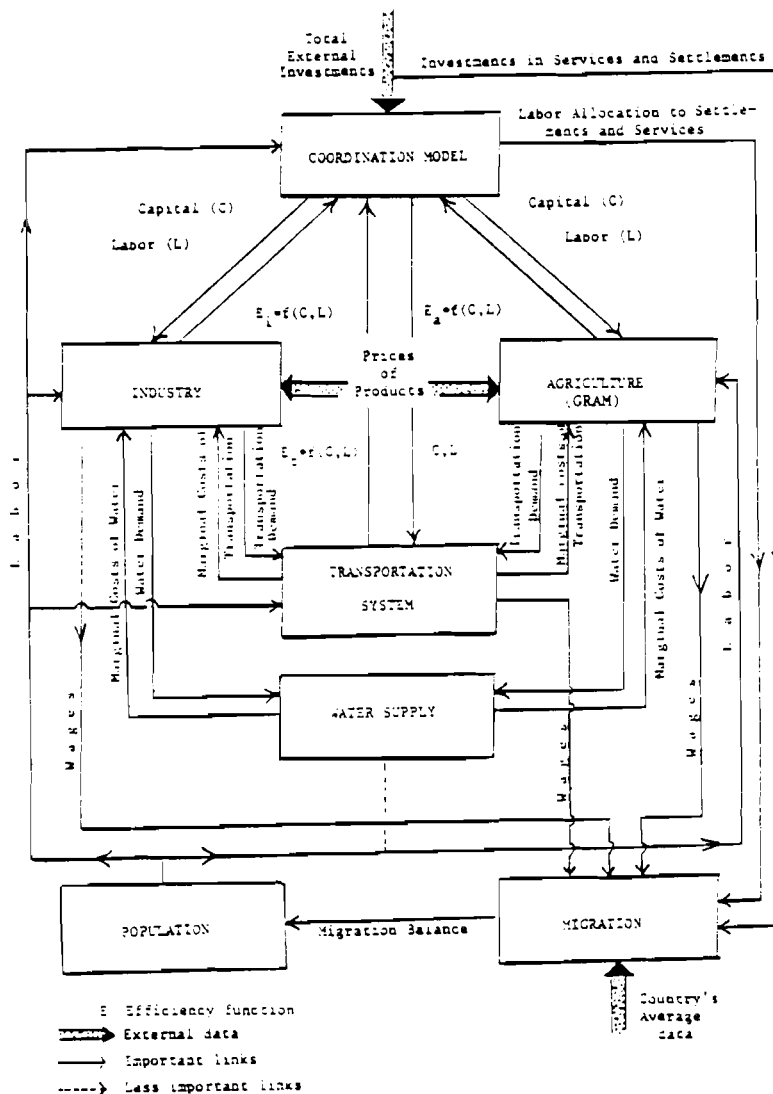 Total
External
Investments
Investments in Services and Settlements
Labor Allocation to Settle-
ments and Services
COORDINATION MODEL
Capital (C)
Labor (L)
Capital (C)
Labor (L)
E_i=f(C,L)
E_a=f(C,L)
INDUSTRY
Prices
of
Products
AGRICULTURE
(GRAM)
f(C,L)
C,L
Marginal Costs of Water
Water Demand
Marginal Costs of
Transportation
Transportation
Demand
Transportation
Demand
Marginal Costs of
Transportation
Water Demand
Marginal Costs of Water
Labor
Labor
TRANSPORTATION
SYSTEM
WATER SUPPLY
Wages
Wages
Wages
POPULATION
Migration Balance
MIGRATION
Country's
Average
data
E Efficiency function
External data
Important links
Less important links